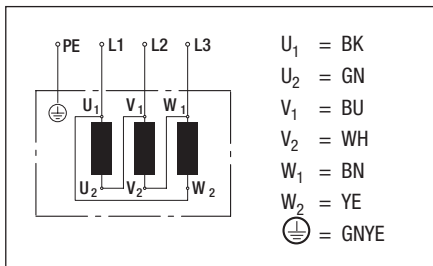 PE L1 L2 L3
U1 V1 W1
U2 V2 W2
U1 = BK
U2 = GN
V1 = BU
V2 = WH
W1 = BN
W2 = YE
= GNYE